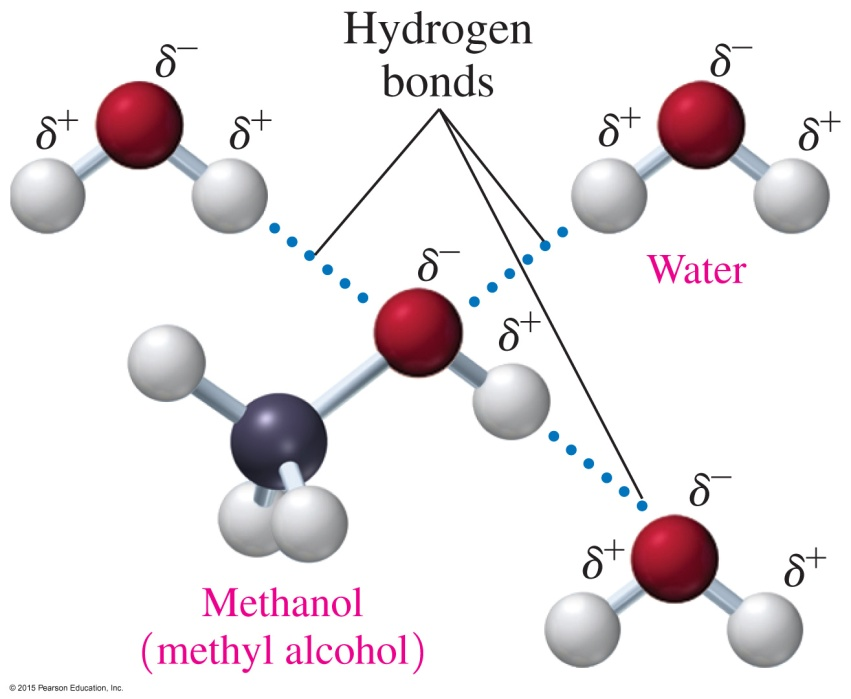 Hydrogen
bonds
δ−
δ+
δ+
δ−
δ+
δ+
Water
δ−
δ+
δ−
δ+
δ+
Methanol
(methyl alcohol)
© 2015 Pearson Education, Inc.